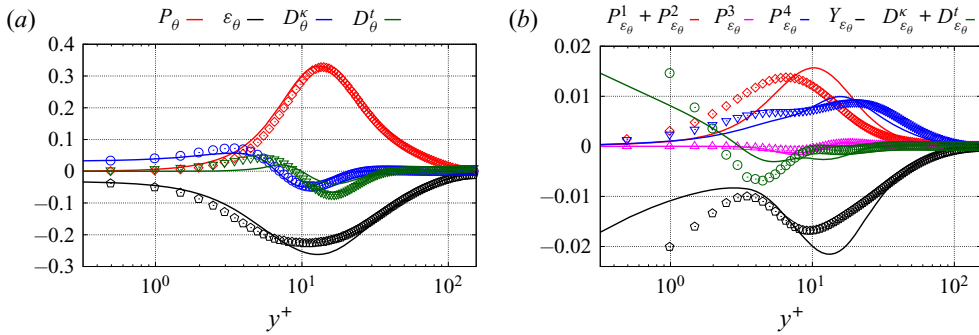 (a) P_θ ε_θ D_θ^κ D_θ^t
0.4
0.3
0.2
0.1
0
−0.1
−0.2
−0.3
10^0 10^1 10^2
y^+
(b) P^1_{ε_θ} + P^2_{ε_θ} P^3_{ε_θ} P^4_{ε_θ} Y_{ε_θ} D^κ_{ε_θ} + D^t_{ε_θ}
0.02
0.01
0
−0.01
−0.02
10^0 10^1 10^2
y^+